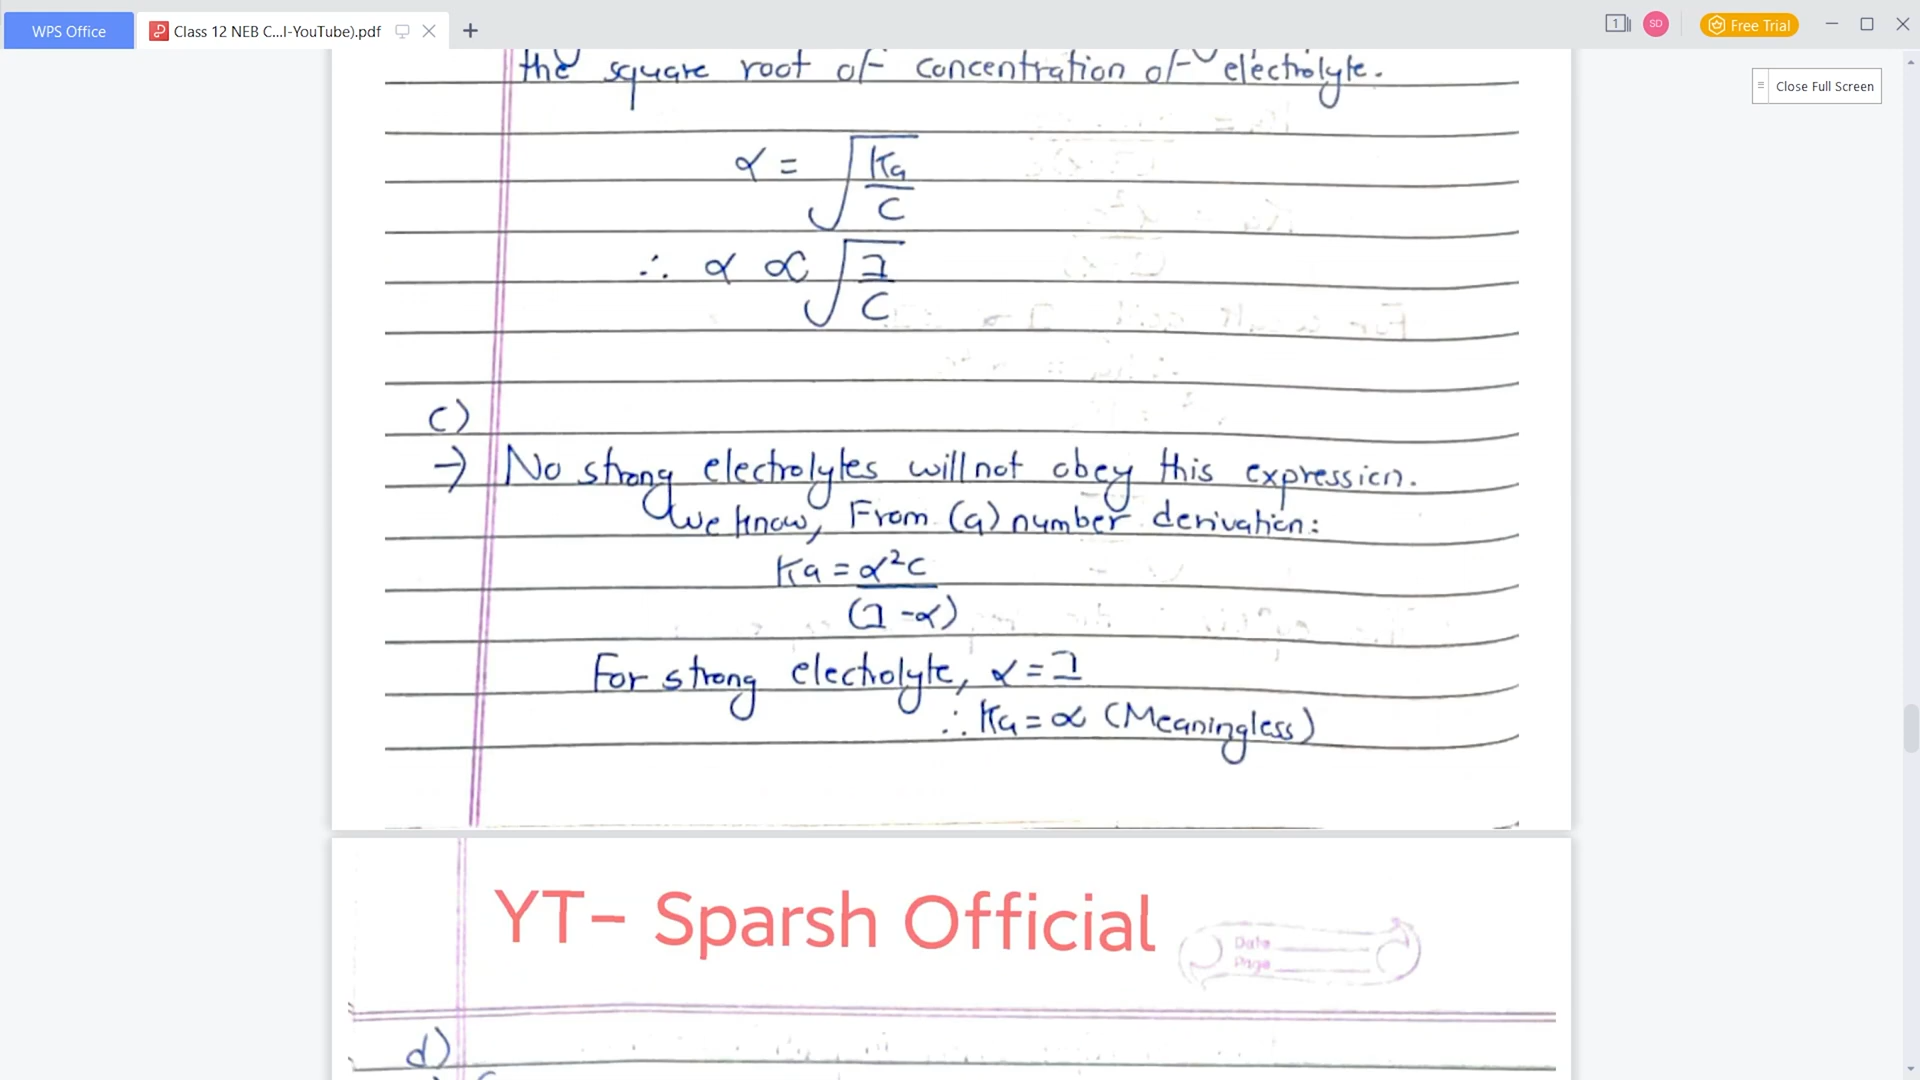 WPS Office
Class 12 NEB C...l-YouTube).pdf
1
SD
Free Trial
Close Full Screen
the square root of concentration of electrolyte.
α = √(Ka/C)
∴ α ∝ √(1/C)
c)
→ No strong electrolytes will not obey this expression.
We know, From (a) number derivation:
Ka = α²c
(1-α)
For strong electrolyte, α = 1
∴ Ka = ∝ (Meaningless)
YT- Sparsh Official
Date
Page
d)